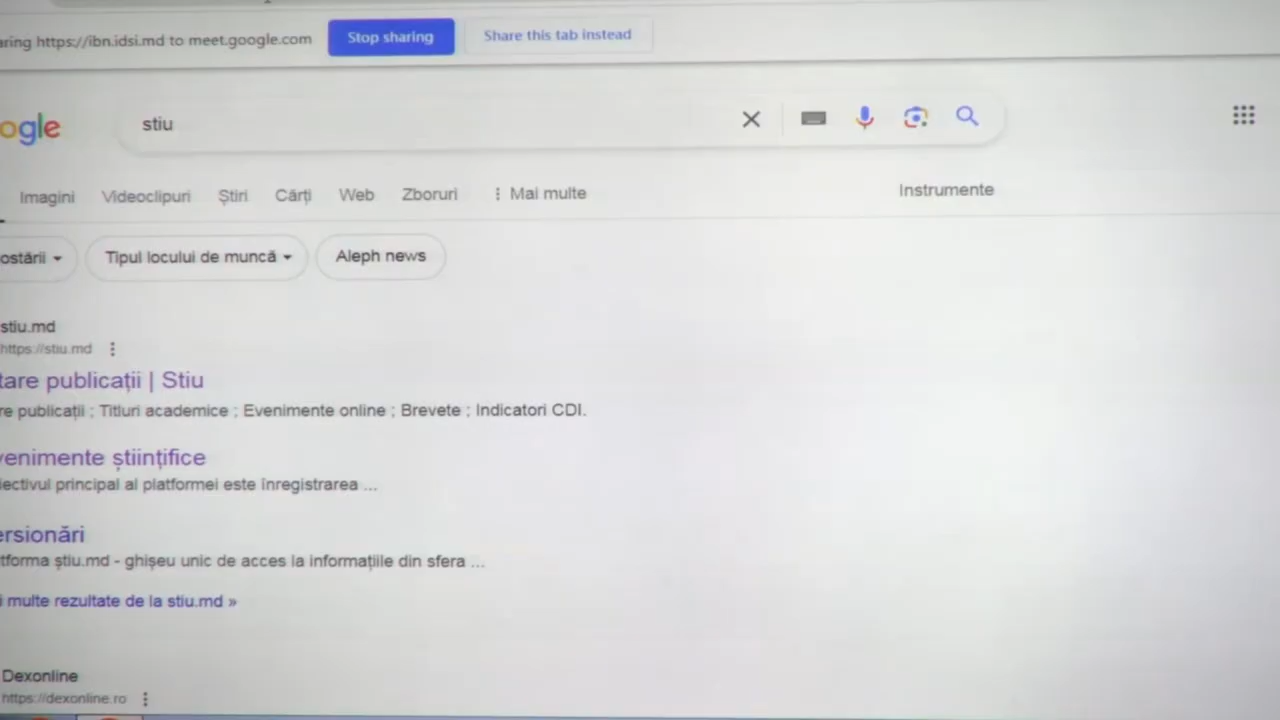 aring https://ibn.idsi.md to meet.google.com Stop sharing Share this tab instead
ogle stiu
Imagini Videoclipuri Știri Cărți Web Zboruri Mai multe Instrumente
ostării Tipul locului de muncă Aleph news
stiu.md
https://stiu.md
tare publicații | Stiu
re publicații ; Titluri academice ; Evenimente online ; Brevete ; Indicatori CDI.
venimente științifice
iectivul principal al platformei este înregistrarea ...
ersionări
tforma știu.md - ghișeu unic de acces la informațiile din sfera ...
i multe rezultate de la stiu.md »
Dexonline
https://dexonline.ro